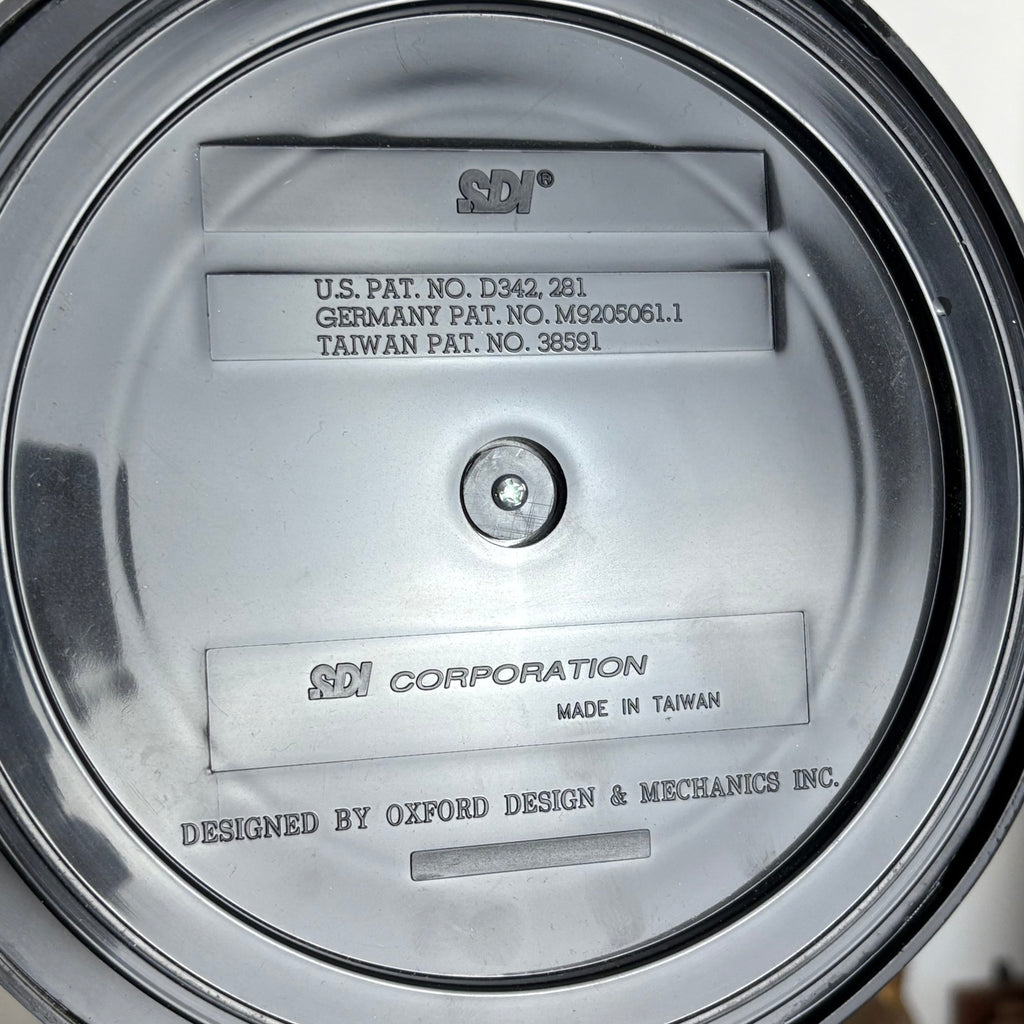 SDI®
U.S. PAT. NO. D342, 281
GERMANY PAT. NO. M9205061.1
TAIWAN PAT. NO. 38591
SDI CORPORATION
MADE IN TAIWAN
DESIGNED BY OXFORD DESIGN & MECHANICS INC.